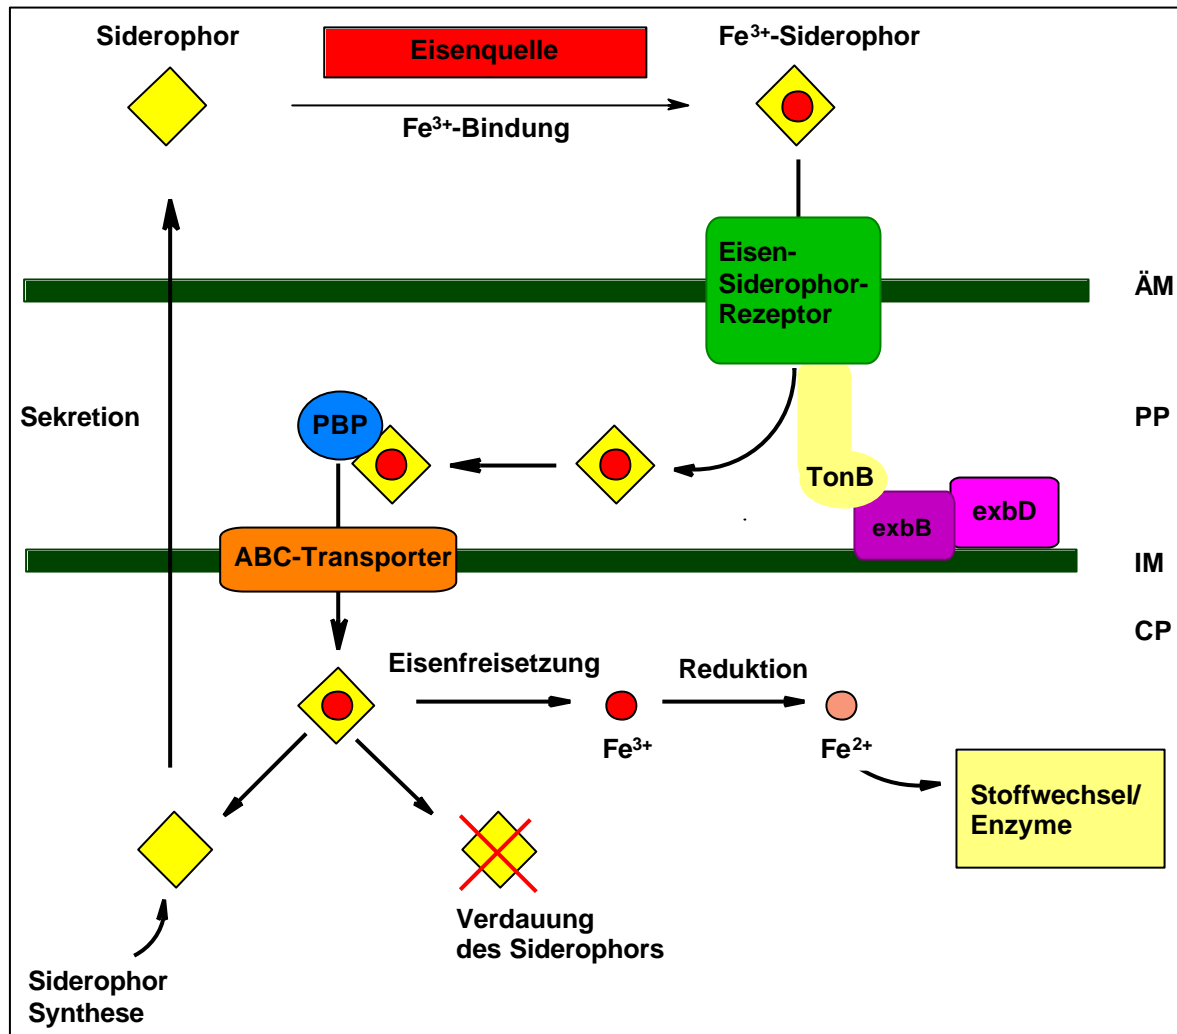 Siderophor
Eisenquelle
Fe³⁺-Siderophor
Fe³⁺-Bindung
Eisen-
Siderophor-
Rezeptor
ÄM
Sekretion
PBP
PP
TonB
exbB
exbD
ABC-Transporter
IM
CP
Eisenfreisetzung
Reduktion
Fe³⁺
Fe²⁺
Stoffwechsel/
Enzyme
Verdauung
des Siderophors
Siderophor
Synthese